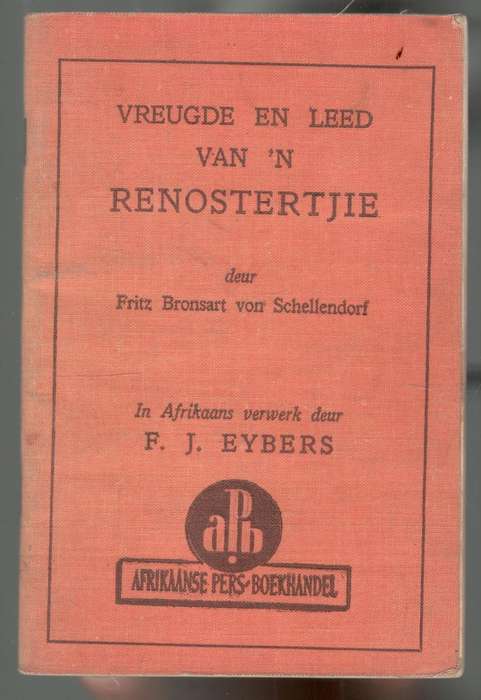 VREUGDE EN LEED
VAN 'N
RENOSTERTJIE
deur
Fritz Bronsart von Schellendorf
In Afrikaans verwerk deur
F. J. EYBERS
apb
AFRIKAANSE PERS-BOEKHANDEL